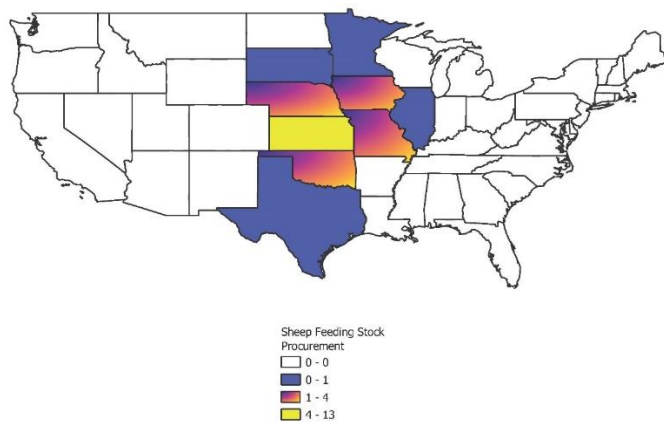 Sheep Feeding Stock
Procurement
0 - 0
0 - 1
1 - 4
4 - 13